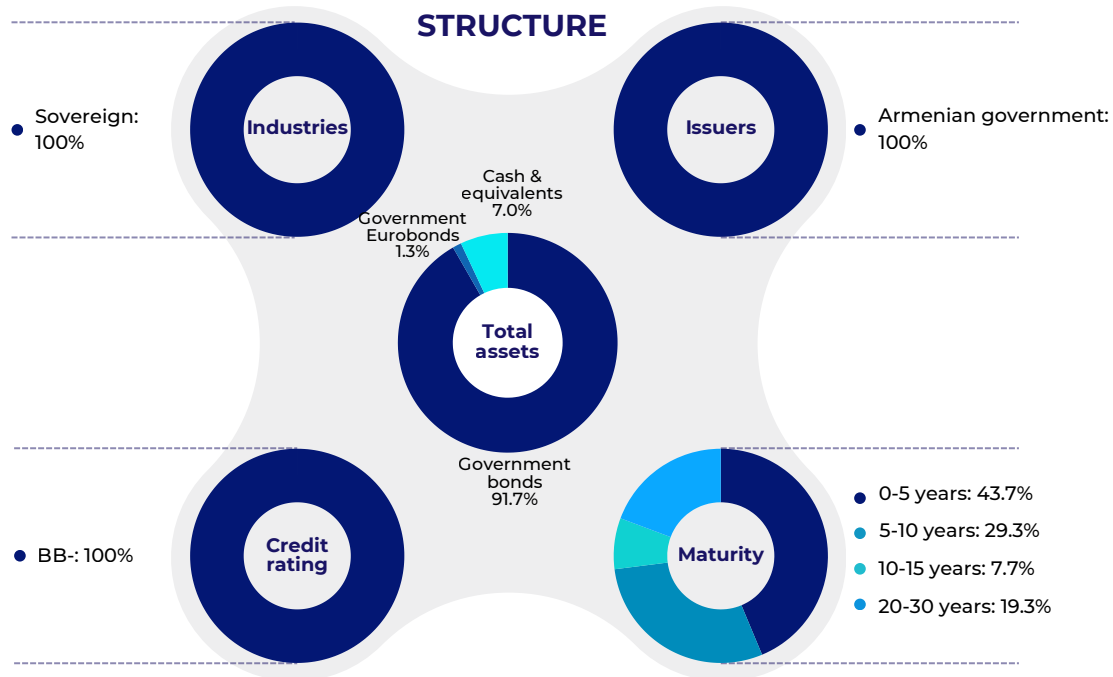 STRUCTURE
Sovereign:
100%
Industries
Issuers
Armenian government:
100%
Cash &
equivalents
7.0%
Government
Eurobonds
1.3%
Total
assets
Government
bonds
91.7%
BB-: 100%
Credit
rating
Maturity
0-5 years: 43.7%
5-10 years: 29.3%
10-15 years: 7.7%
20-30 years: 19.3%